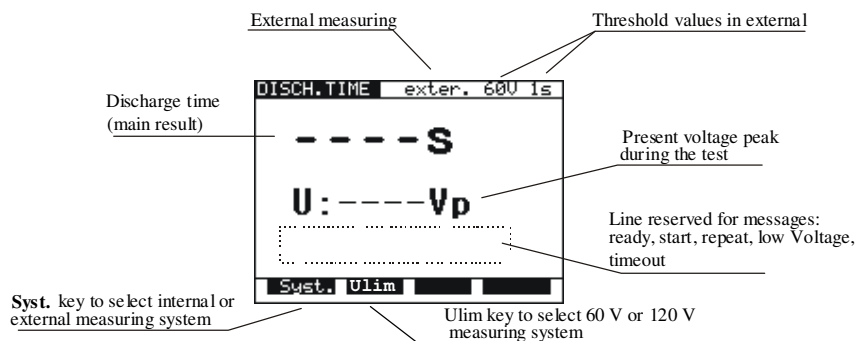 External measuring
Threshold values in external
DISCH.TIME exter. 60V 1s
Discharge time
(main result)
----S
Present voltage peak
during the test
U:----Vp
Line reserved for messages:
ready, start, repeat, low Voltage,
timeout
Syst. Ulim
Syst. key to select internal or
external measuring system
Ulim key to select 60 V or 120 V
measuring system